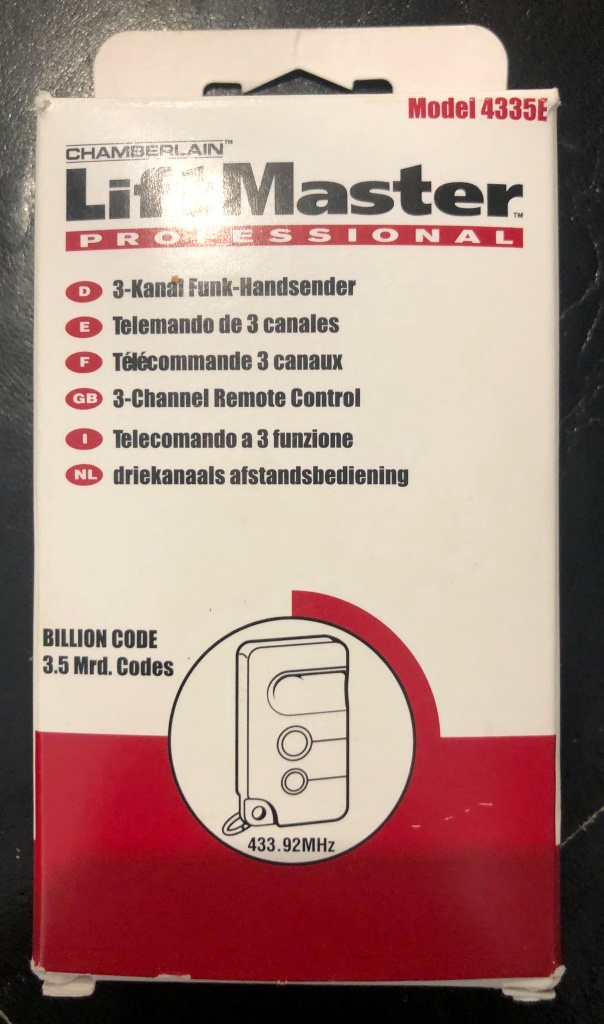 Model 4335E
CHAMBERLAIN™
LiftMaster™
PROFESSIONAL
D 3-Kanal Funk-Handsender
E Telemando de 3 canales
F Télécommande 3 canaux
GB 3-Channel Remote Control
I Telecomando a 3 funzione
NL driekanaals afstandsbediening
BILLION CODE
3.5 Mrd. Codes
433.92MHz